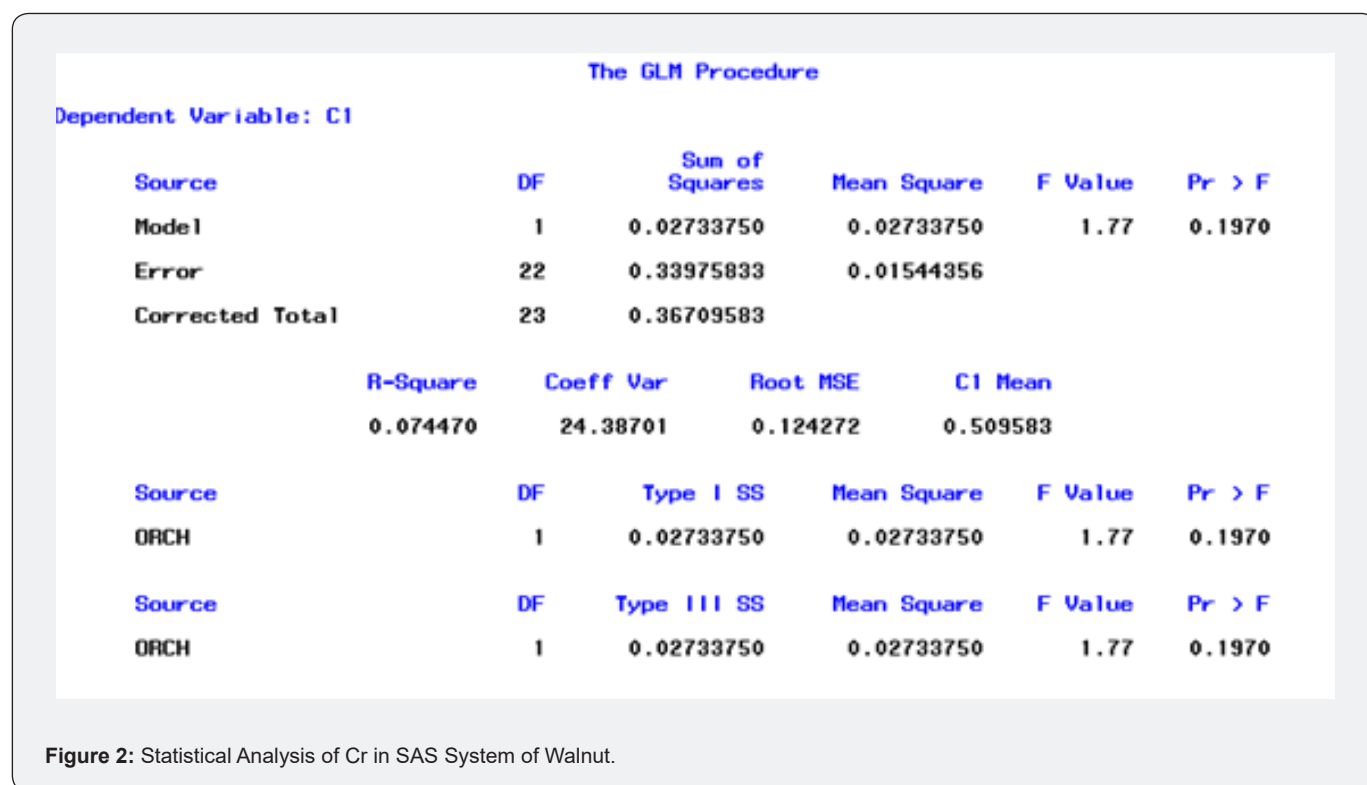 The GLM Procedure
Dependent Variable: C1
Sum of
Source DF Squares Mean Square F Value Pr > F
Model 1 0.02733750 0.02733750 1.77 0.1970
Error 22 0.33975833 0.01544356
Corrected Total 23 0.36709583
R-Square Coeff Var Root MSE C1 Mean
0.074470 24.38701 0.124272 0.509583
Source DF Type I SS Mean Square F Value Pr > F
ORCH 1 0.02733750 0.02733750 1.77 0.1970
Source DF Type III SS Mean Square F Value Pr > F
ORCH 1 0.02733750 0.02733750 1.77 0.1970
Figure 2: Statistical Analysis of Cr in SAS System of Walnut.